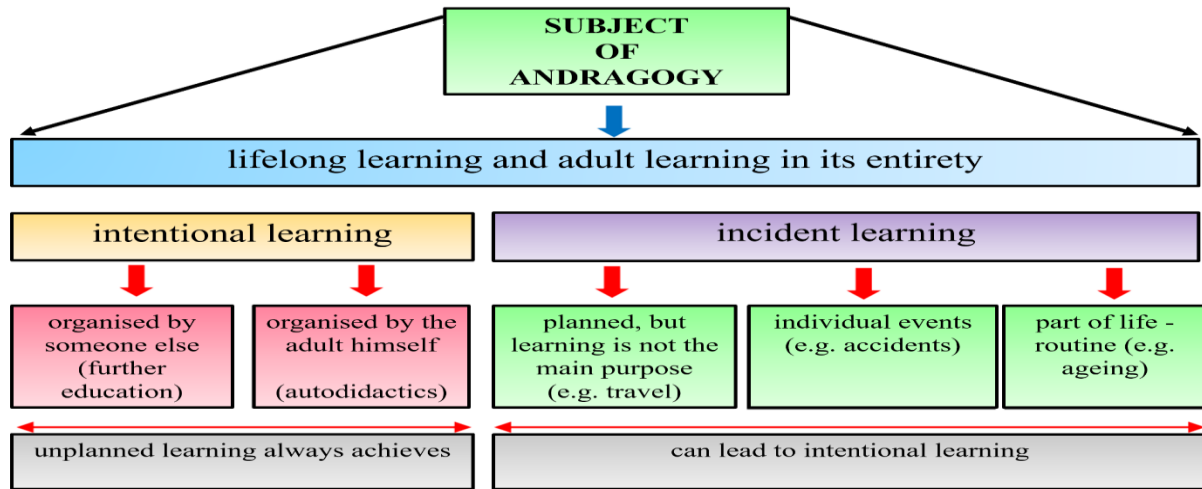 SUBJECT
OF
ANDRAGOGY
lifelong learning and adult learning in its entirety
intentional learning
incident learning
organised by
someone else
(further
education)
organised by the
adult himself
(autodidactics)
planned, but
learning is not the
main purpose
(e.g. travel)
individual events
(e.g. accidents)
part of life -
routine (e.g.
ageing)
unplanned learning always achieves
can lead to intentional learning